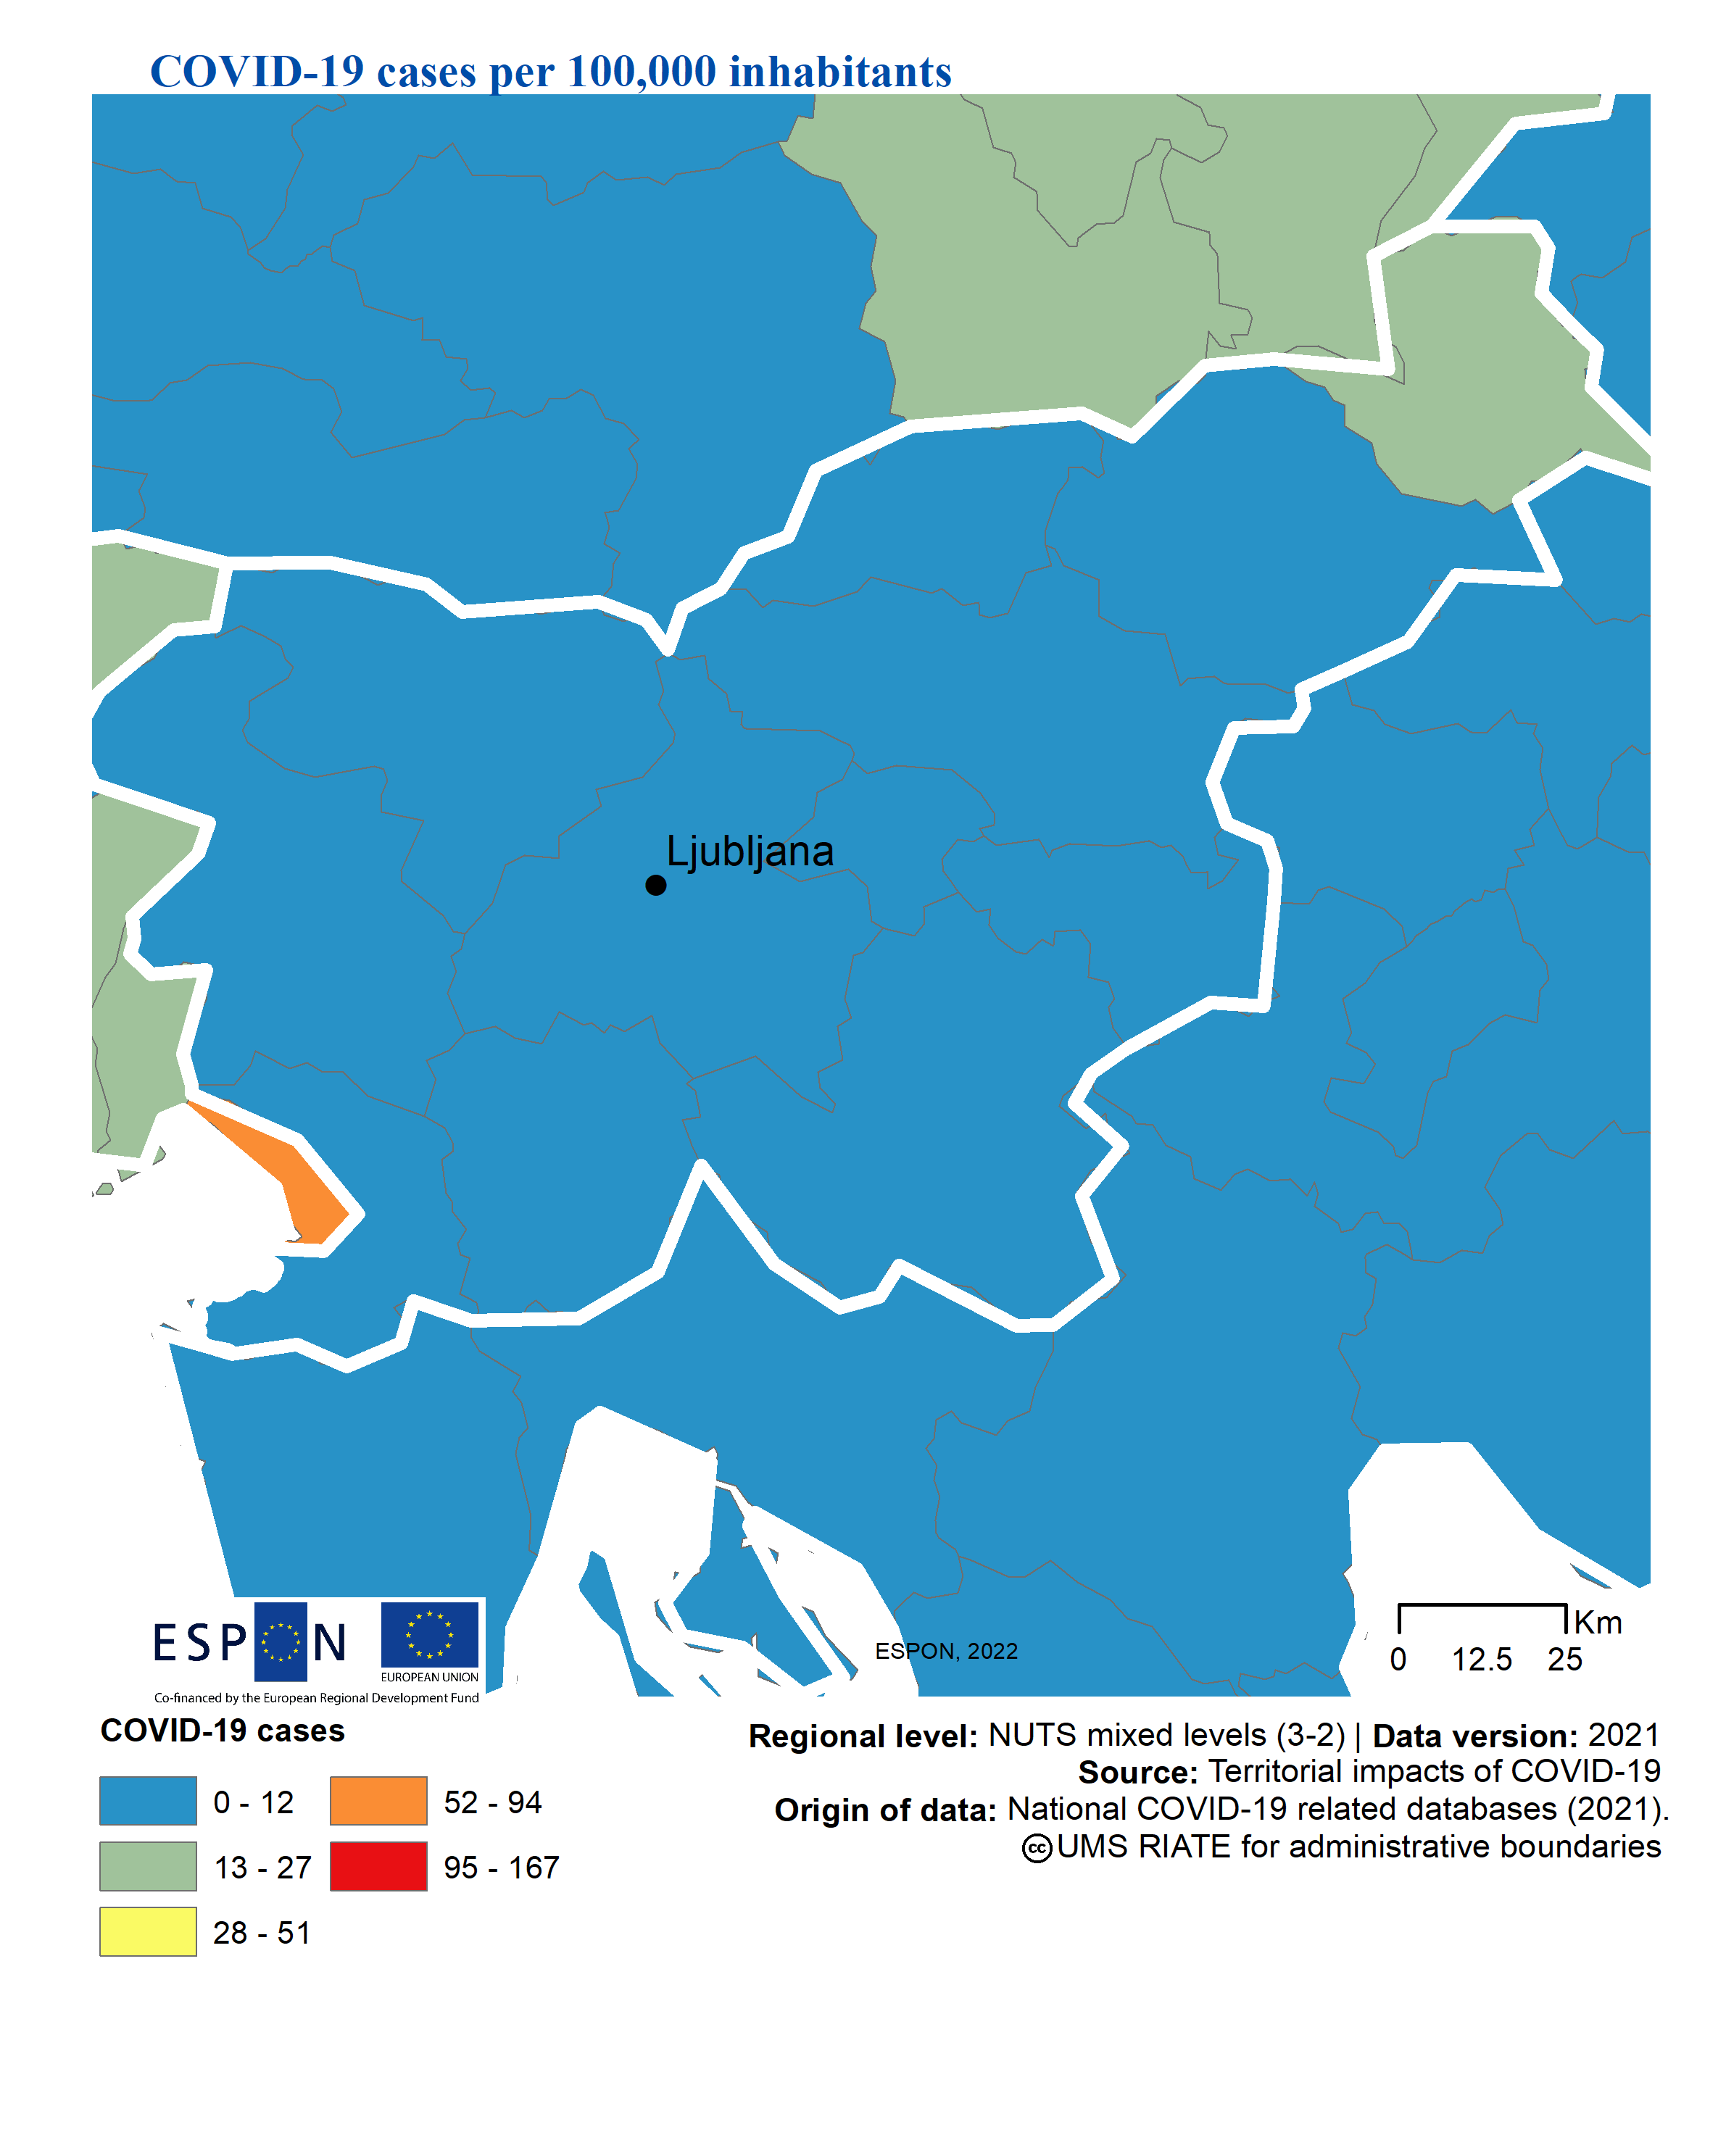 COVID-19 cases per 100,000 inhabitants
Ljubljana
ESPON
EUROPEAN UNION
Co-financed by the European Regional Development Fund
ESPON, 2022
Km
0 12.5 25
COVID-19 cases
0 - 12
13 - 27
28 - 51
52 - 94
95 - 167
Regional level: NUTS mixed levels (3-2) | Data version: 2021
Source: Territorial impacts of COVID-19
Origin of data: National COVID-19 related databases (2021).
cc UMS RIATE for administrative boundaries